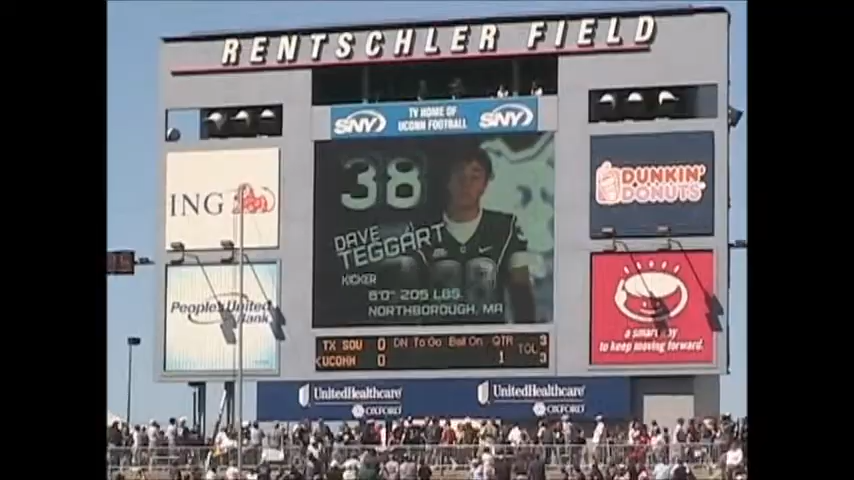 RENTSCHLER FIELD
SNY
TV HOME OF
UCONN FOOTBALL
SNY
ING
DUNKIN'
DONUTS
38
DAVE
TEGGART
KICKER
6'0" 205 LBS.
NORTHBOROUGH, MA
People's United
Bank
a smart way
to keep moving forward.
TX SOU 0 DN To Go Ball On QTR TOL 3
UCONN 0 1 3
UnitedHealthcare
OXFORD
UnitedHealthcare
OXFORD